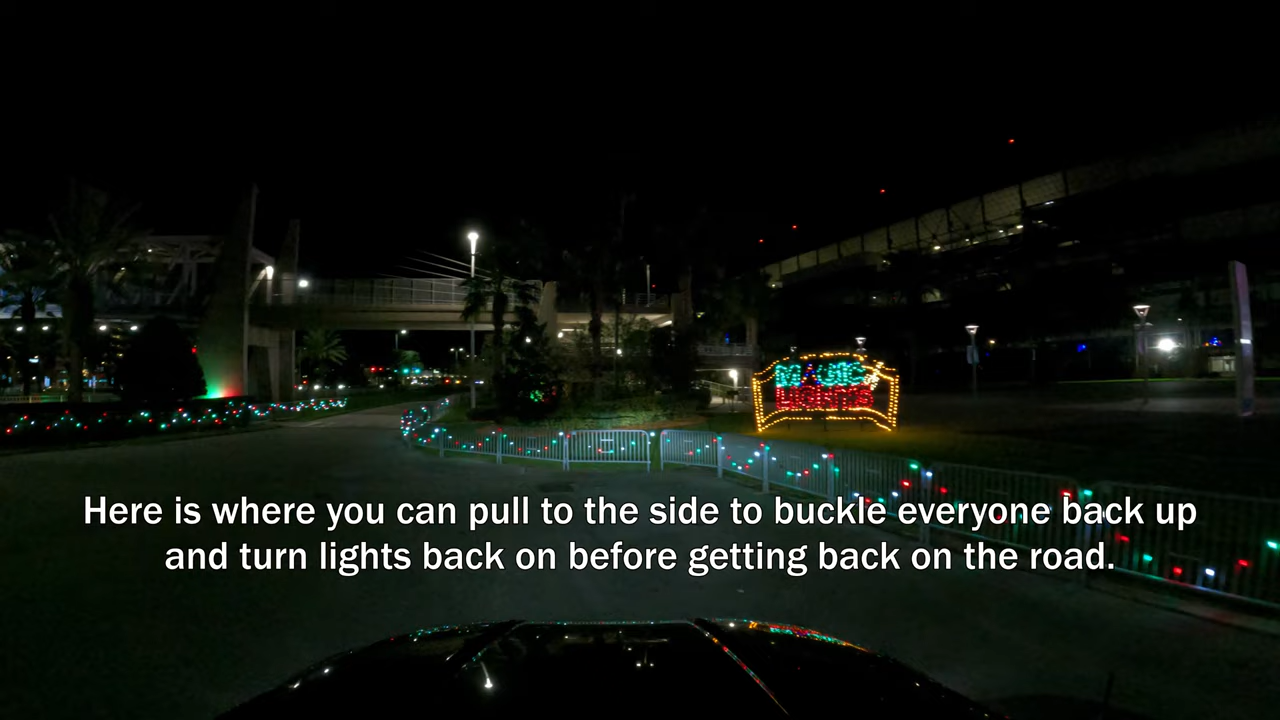 MAGIC
LIGHTS
Here is where you can pull to the side to buckle everyone back up
and turn lights back on before getting back on the road.